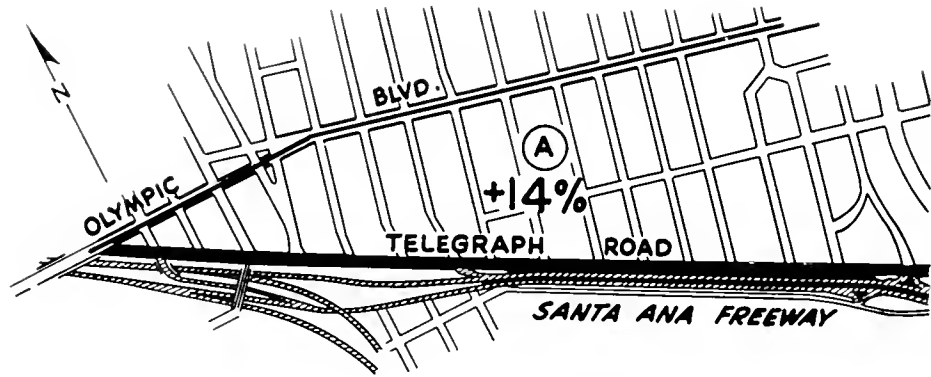 N
BLVD.
A
+14%
OLYMPIC
TELEGRAPH ROAD
SANTA ANA FREEWAY